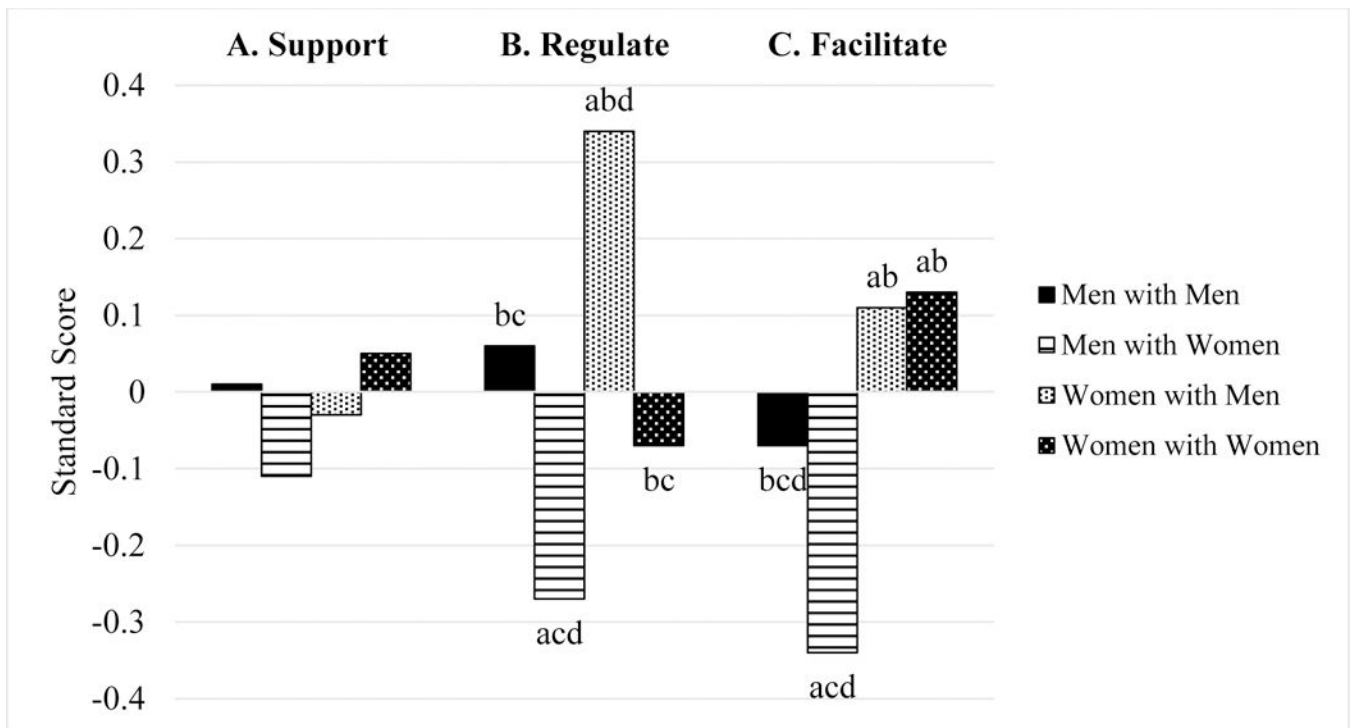 A. Support B. Regulate C. Facilitate
0.4
abd
0.3
0.2
ab ab
bc
0.1
0
-0.1
bc bcd
-0.2
-0.3
acd
acd
-0.4
Standard Score
Men with Men
Men with Women
Women with Men
Women with Women